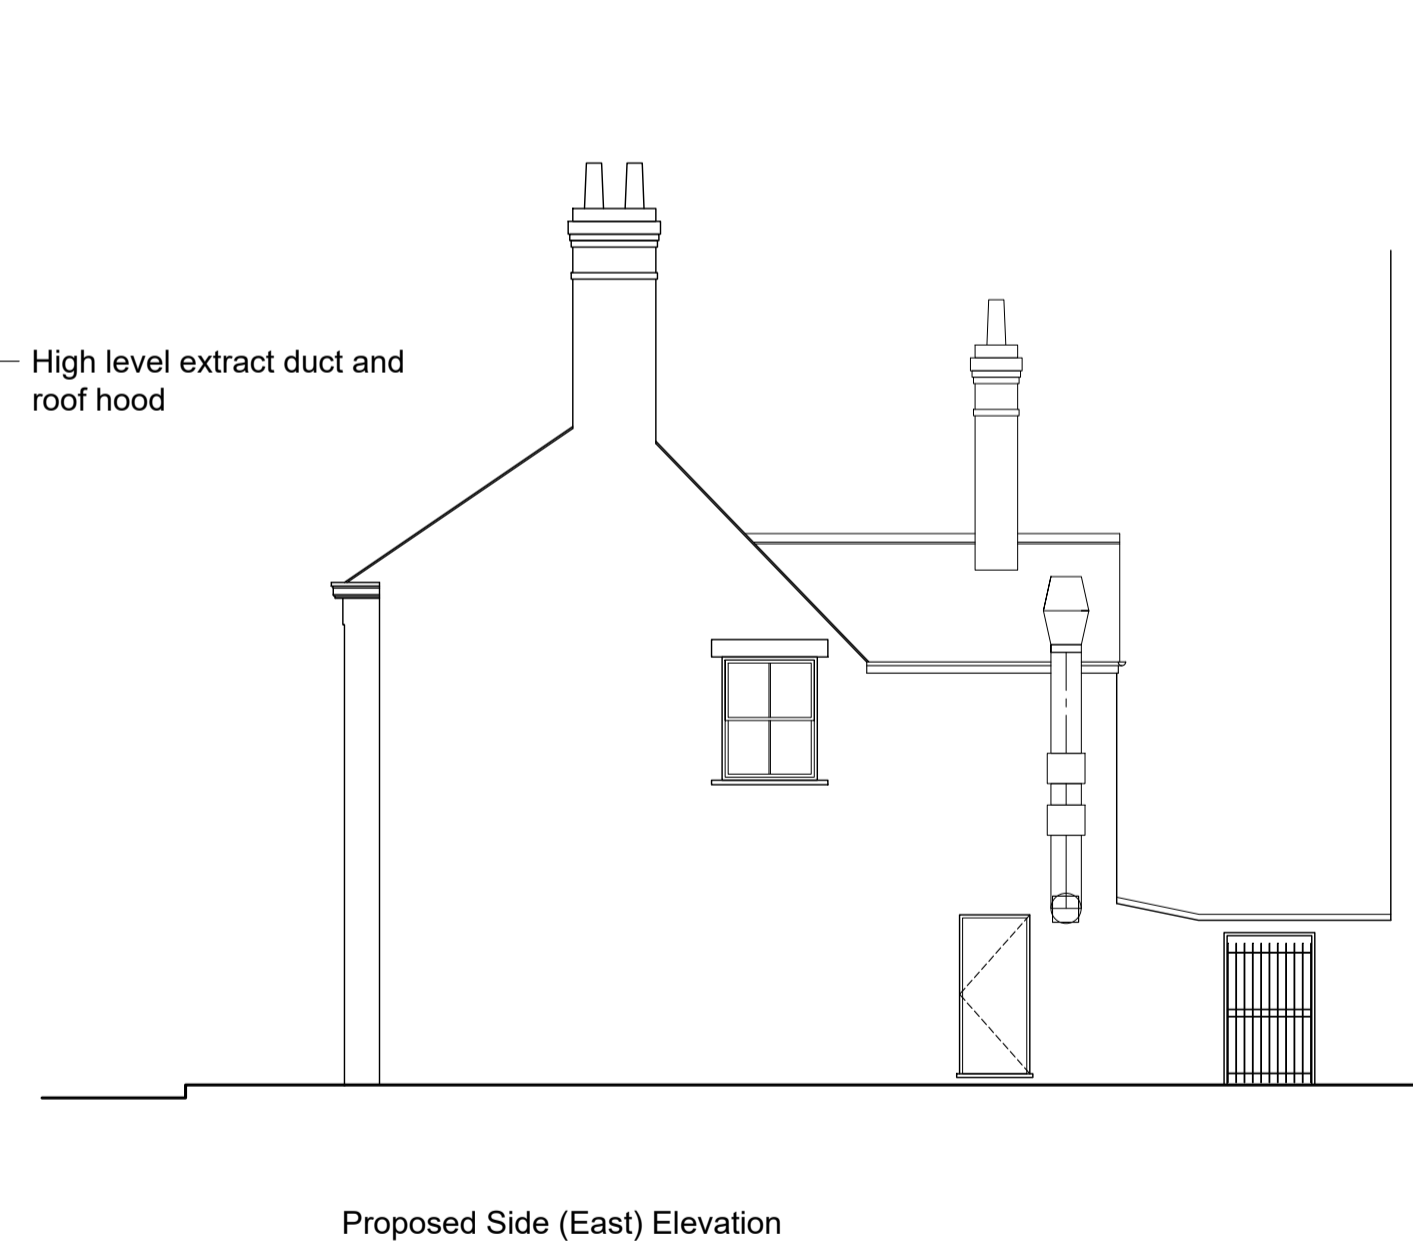 High level extract duct and
roof hood
Proposed Side (East) Elevation